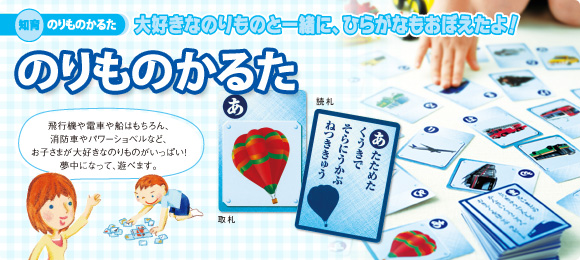 知育 のりものかるた
大好きなのりものと一緒に、ひらがなもおぼえたよ！
のりものかるた
飛行機や電車や船はもちろん、
消防車やパワーショベルなど、
お子さまが大好きなのりものがいっぱい！
夢中になって、遊べます。
あ
取札
読札
あたためた
くうきで
そらにうかぶ
ねつききゅう